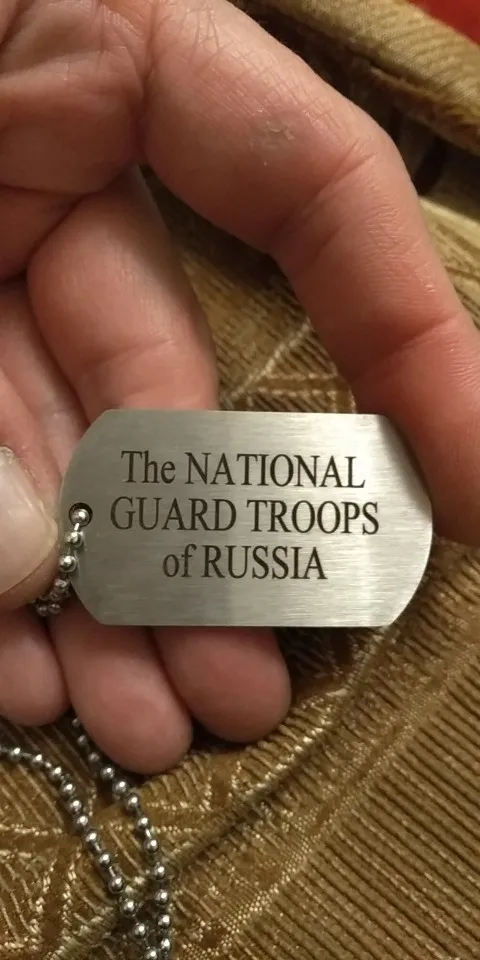 The NATIONAL
GUARD TROOPS
of RUSSIA